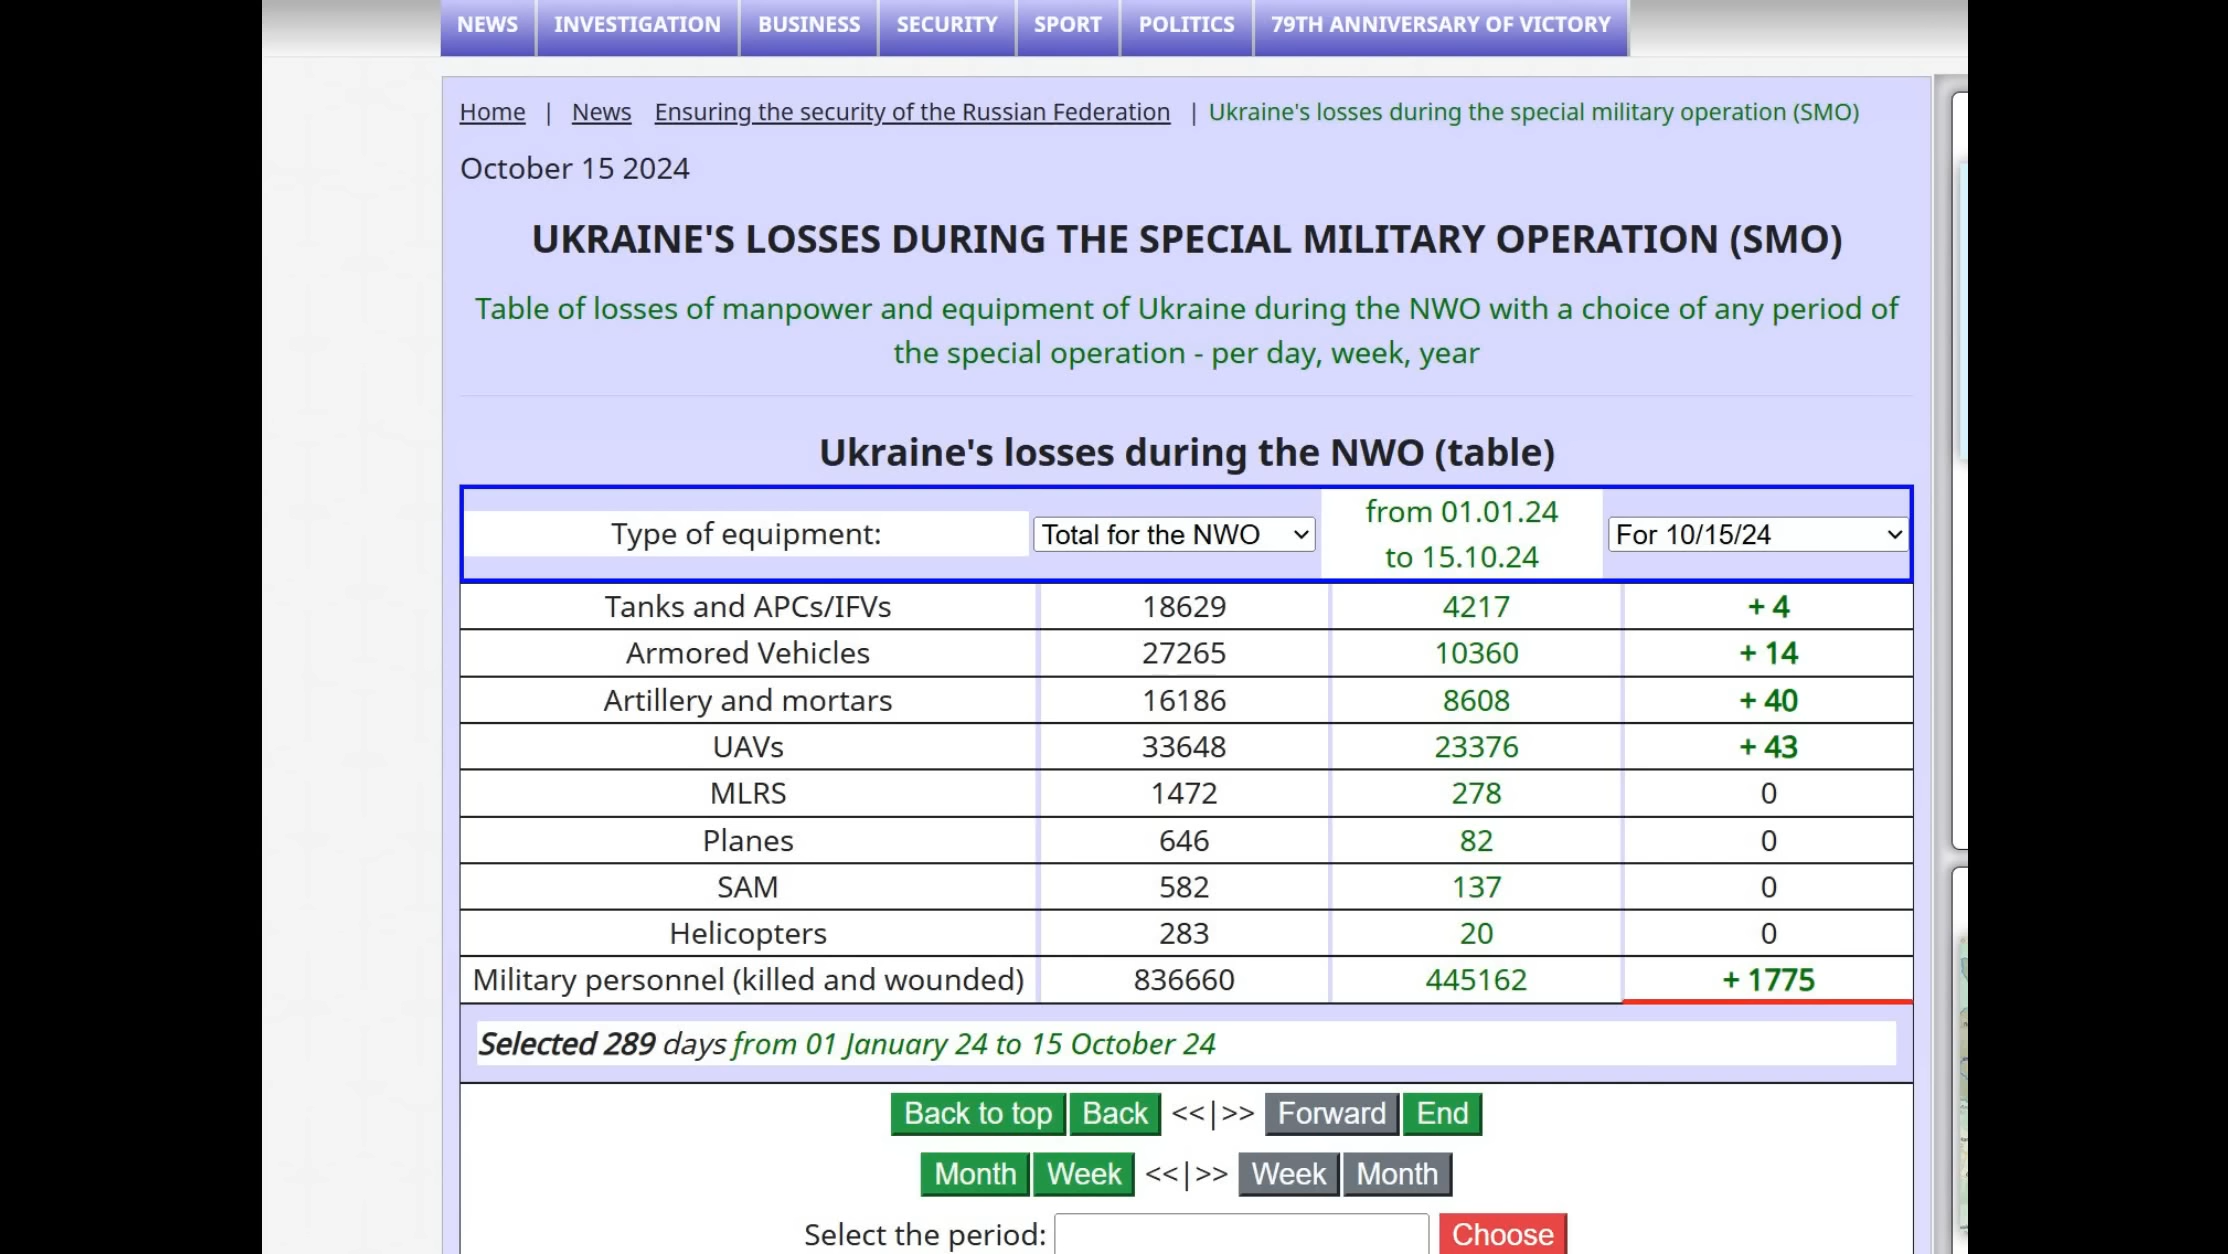 NEWS INVESTIGATION BUSINESS SECURITY SPORT POLITICS 79TH ANNIVERSARY OF VICTORY
Home | News Ensuring the security of the Russian Federation | Ukraine's losses during the special military operation (SMO)
October 15 2024
UKRAINE'S LOSSES DURING THE SPECIAL MILITARY OPERATION (SMO)
Table of losses of manpower and equipment of Ukraine during the NWO with a choice of any period of
the special operation - per day, week, year
Ukraine's losses during the NWO (table)
Type of equipment: Total for the NWO from 01.01.24 to 15.10.24 For 10/15/24
Tanks and APCs/IFVs 18629 4217 + 4
Armored Vehicles 27265 10360 + 14
Artillery and mortars 16186 8608 + 40
UAVs 33648 23376 + 43
MLRS 1472 278 0
Planes 646 82 0
SAM 582 137 0
Helicopters 283 20 0
Military personnel (killed and wounded) 836660 445162 + 1775
Selected 289 days from 01 January 24 to 15 October 24
Back to top Back <<|>> Forward End
Month Week <<|>> Week Month
Select the period: Choose